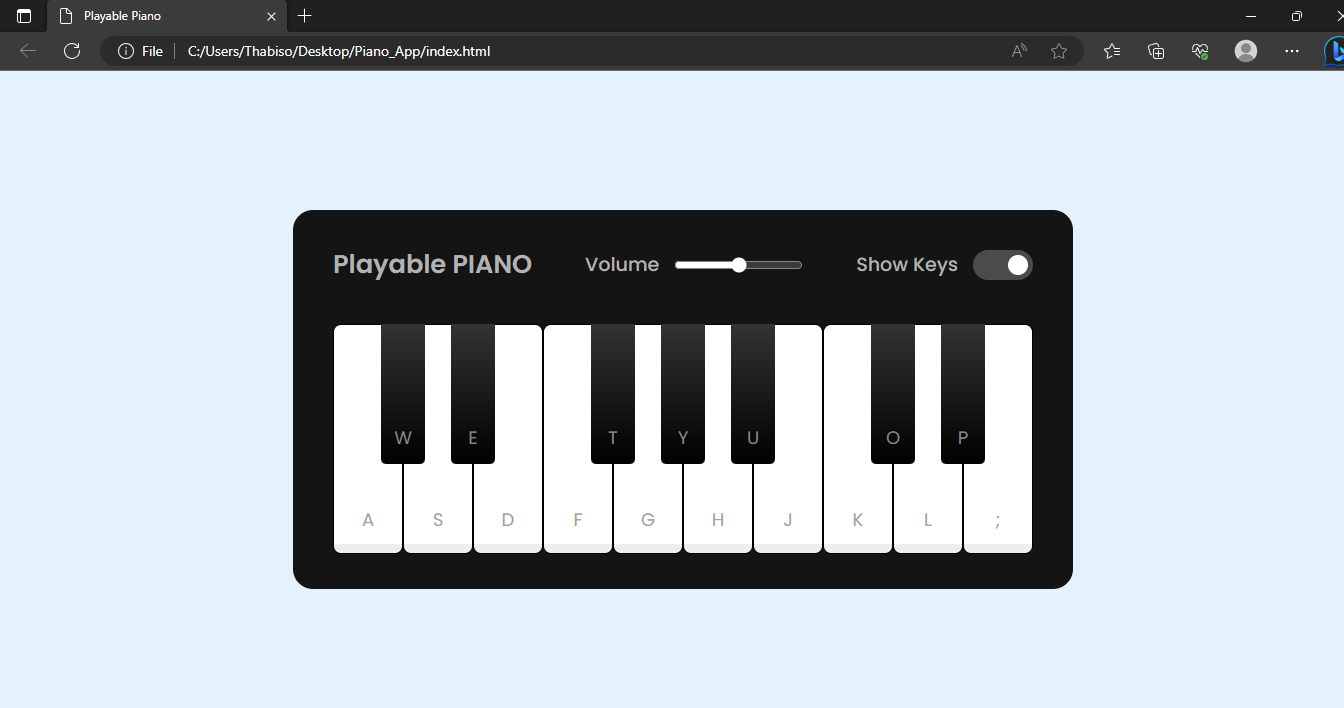 Playable Piano
File C:/Users/Thabiso/Desktop/Piano_App/index.html
Playable PIANO Volume Show Keys
W E T Y U O P
A S D F G H J K L ;